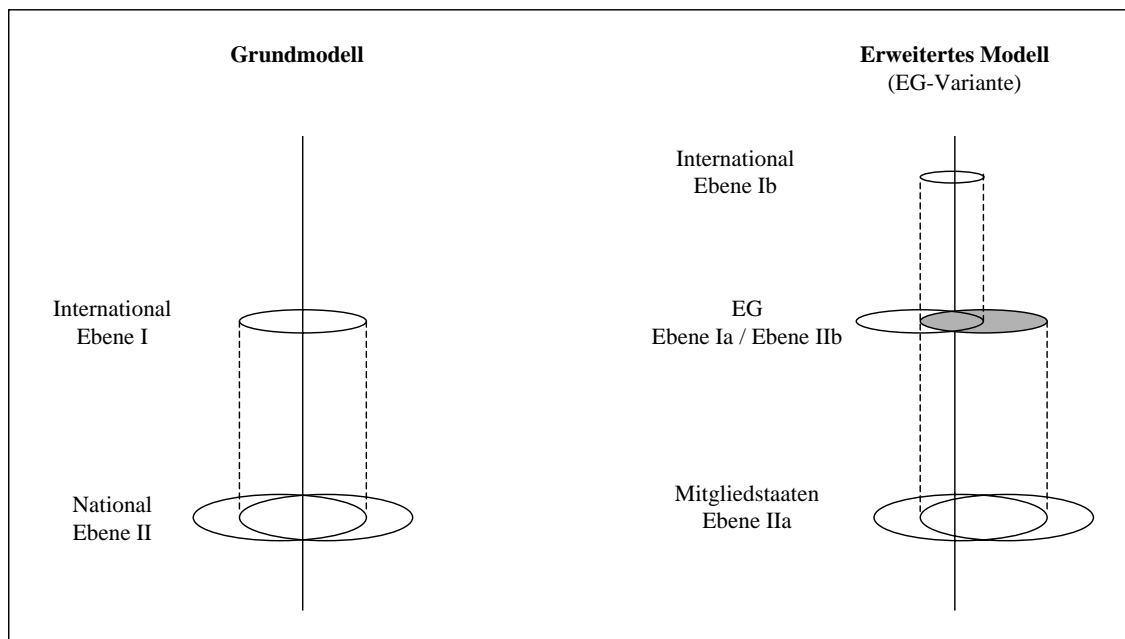 Grundmodell
International
Ebene I
National
Ebene II
Erweitertes Modell
(EG-Variante)
International
Ebene Ib
EG
Ebene Ia / Ebene IIb
Mitgliedstaaten
Ebene IIa